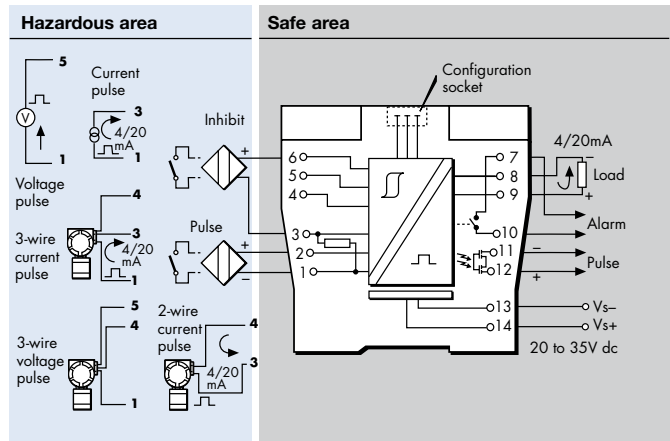 Hazardous area
Safe area
5
V
1
Voltage
pulse
Current
pulse
3
4/20
mA
1
Inhibit
+
4
3-wire
current
pulse
3
4/20
mA
1
Pulse
+
–
5
4
3-wire
voltage
pulse
1
2-wire
current
pulse
4
4/20
mA
3
Configuration
socket
6
5
4
3
2
1
7
8
9
10
11
12
13
14
4/20mA
–
Load
+
Alarm
–
Pulse
+
Vs–
Vs+
20 to 35V dc